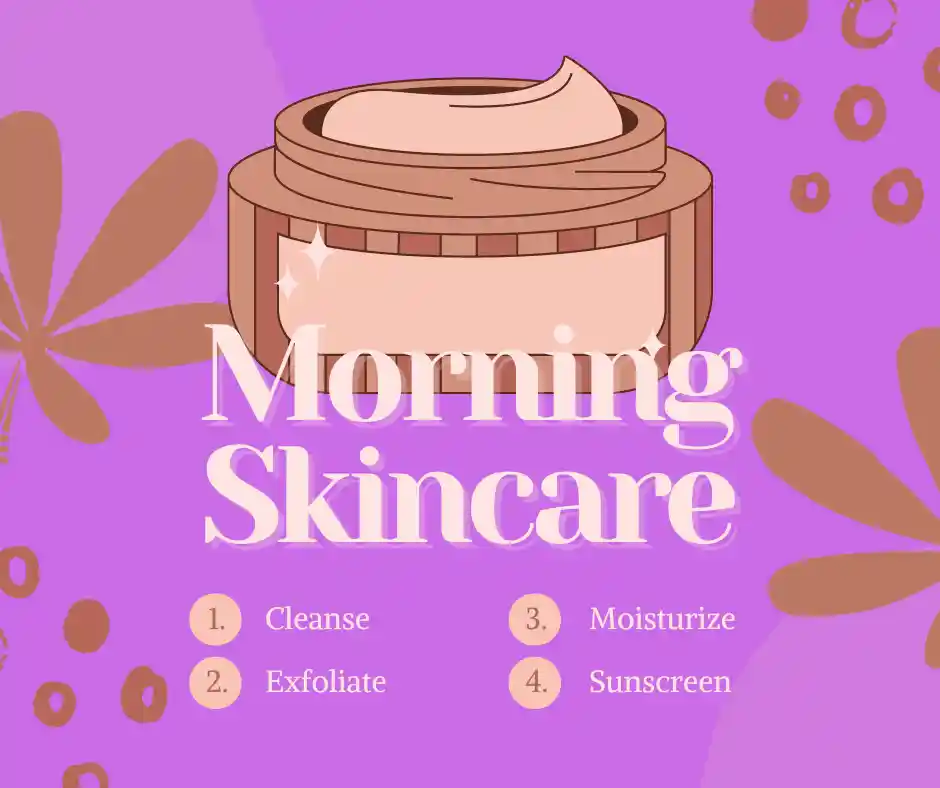 Morning
Skincare
1. Cleanse
2. Exfoliate
3. Moisturize
4. Sunscreen